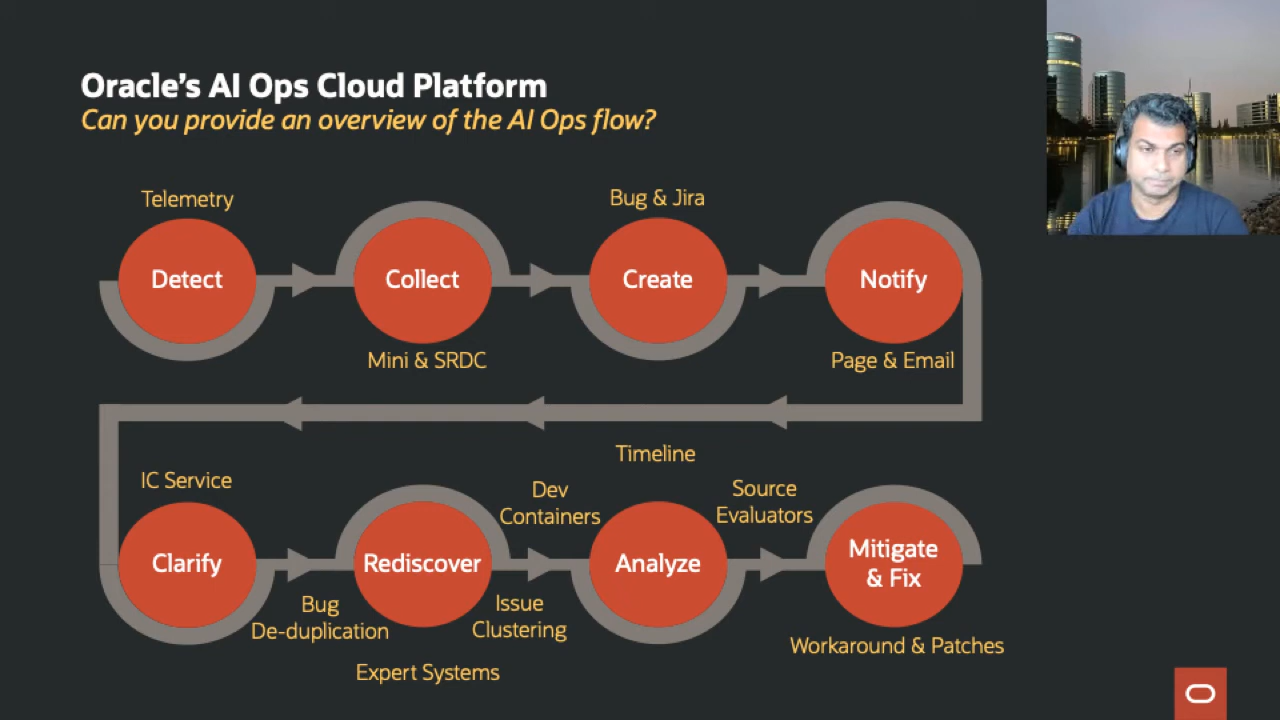 Oracle's AI Ops Cloud Platform
Can you provide an overview of the AI Ops flow?
Telemetry
Detect
Collect
Mini & SRDC
Bug & Jira
Create
Notify
Page & Email
IC Service
Clarify
Bug
De-duplication
Rediscover
Expert Systems
Dev
Containers
Issue
Clustering
Timeline
Analyze
Source
Evaluators
Mitigate
& Fix
Workaround & Patches